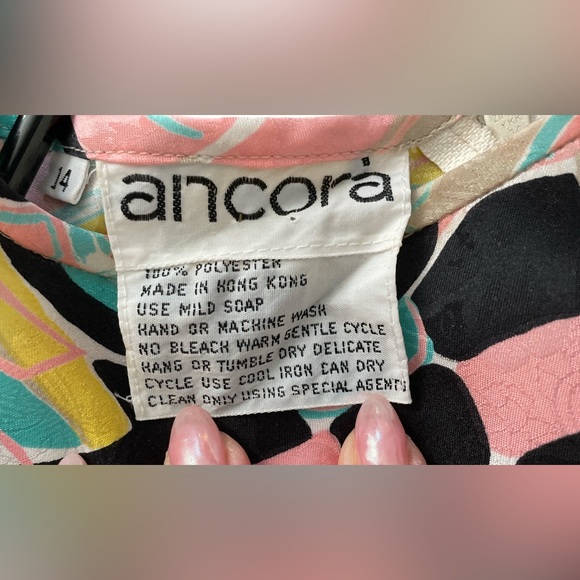 14
ancora
100% POLYESTER
MADE IN HONG KONG
USE MILD SOAP
HAND OR MACHINE WASH
NO BLEACH WARM GENTLE CYCLE
HANG OR TUMBLE DRY DELICATE
CYCLE USE COOL IRON CAN DRY
CLEAN ONLY USING SPECIAL AGENTS